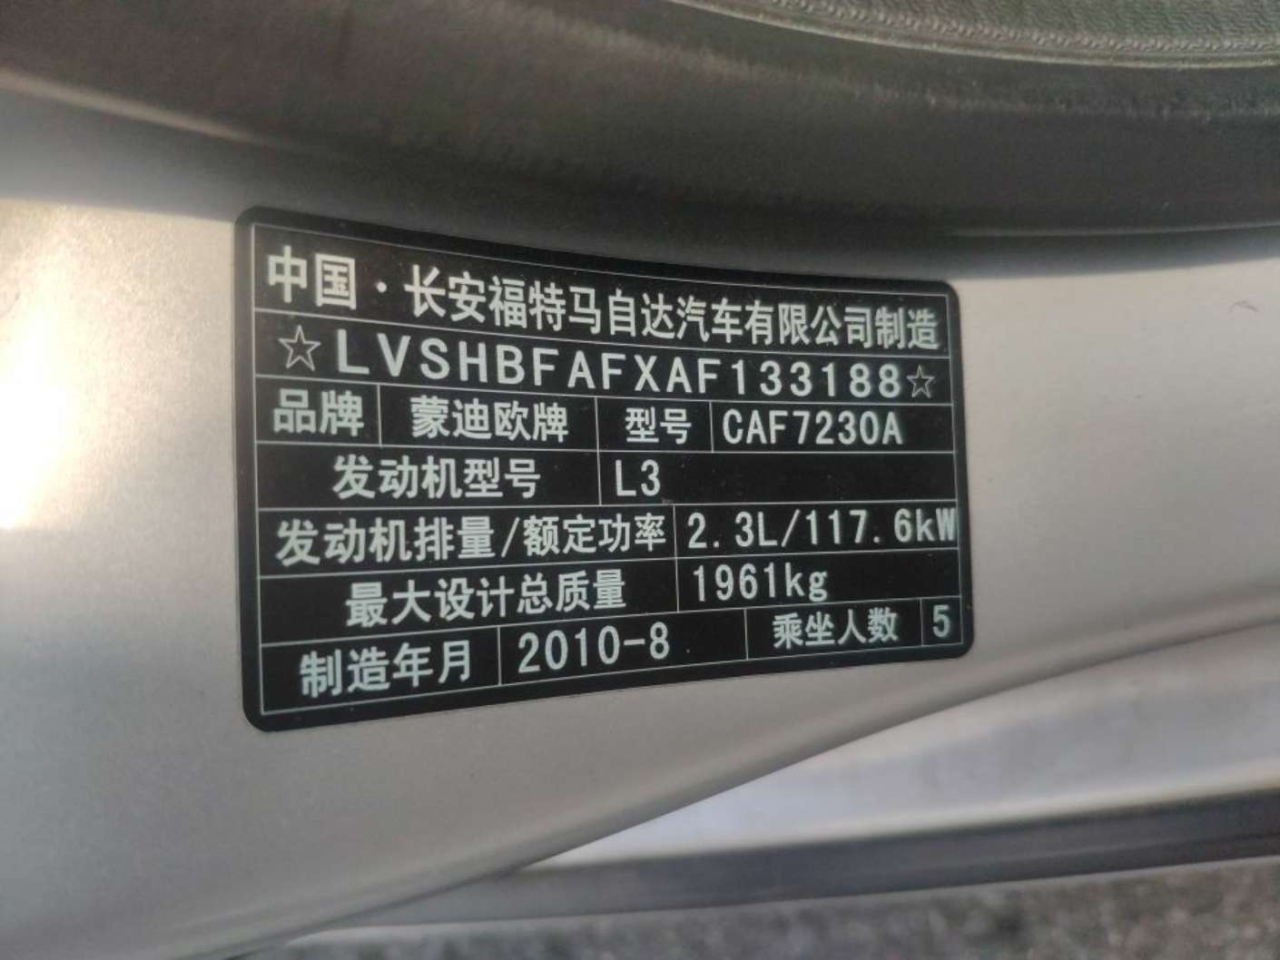 中国·长安福特马自达汽车有限公司制造
☆LVSHBFAFXAF133188☆
品牌 蒙迪欧牌 型号 CAF7230A
发动机型号 L3
发动机排量/额定功率 2.3L/117.6kW
最大设计总质量 1961kg
制造年月 2010-8 乘坐人数 5